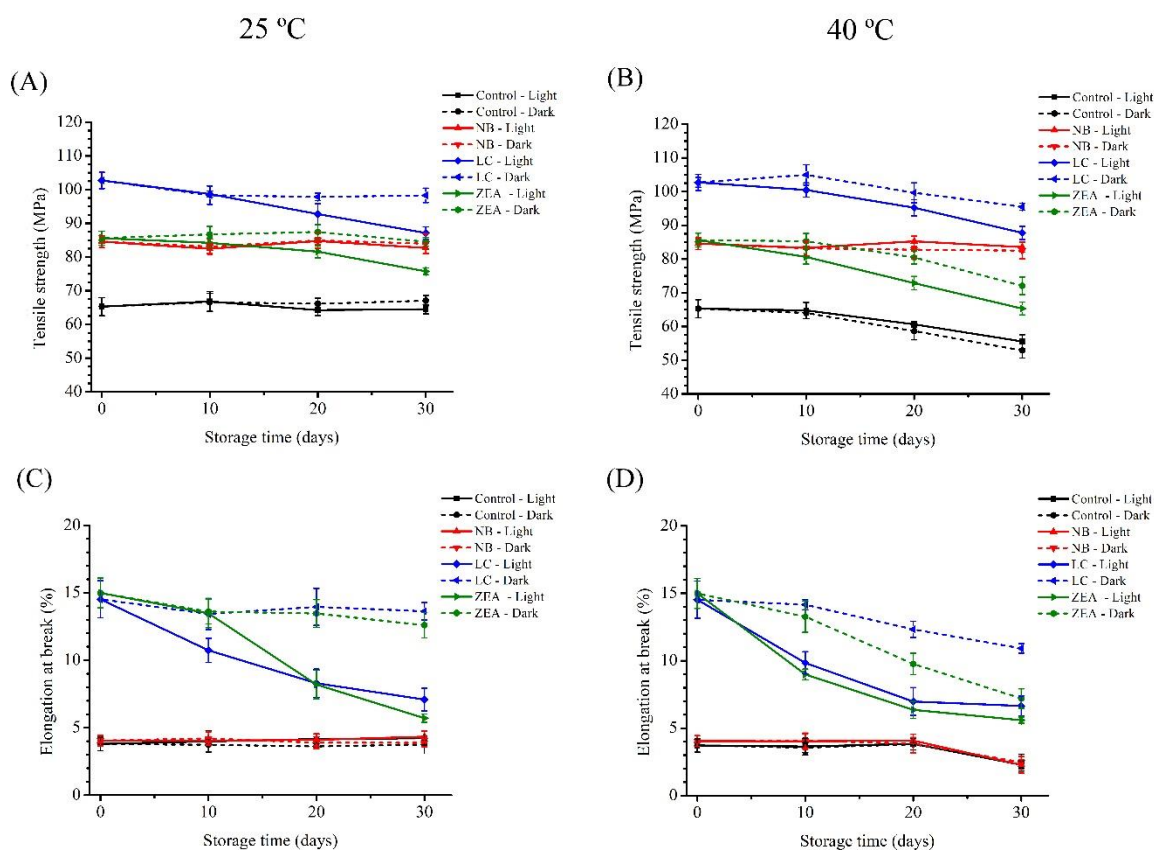 25 °C
40 °C
(A)
Control - Light
Control - Dark
NB - Light
NB - Dark
LC - Light
LC - Dark
ZEA - Light
ZEA - Dark
120
110
100
90
80
70
60
50
40
Tensile strength (MPa)
0 10 20 30
Storage time (days)
(B)
Control - Light
Control - Dark
NB - Light
NB - Dark
LC - Light
LC - Dark
ZEA - Light
ZEA - Dark
120
110
100
90
80
70
60
50
40
Tensile strength (MPa)
0 10 20 30
Storage time (days)
(C)
Control - Light
Control - Dark
NB - Light
NB - Dark
LC - Light
LC - Dark
ZEA - Light
ZEA - Dark
20
15
10
5
0
Elongation at break (%)
0 10 20 30
Storage time (days)
(D)
Control - Light
Control - Dark
NB - Light
NB - Dark
LC - Light
LC - Dark
ZEA - Light
ZEA - Dark
20
15
10
5
0
Elongation at break (%)
0 10 20 30
Storage time (days)